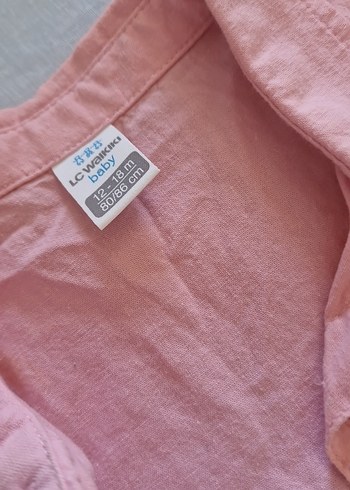 LC WAIKIKI
baby
12 - 18 m
80/86 cm